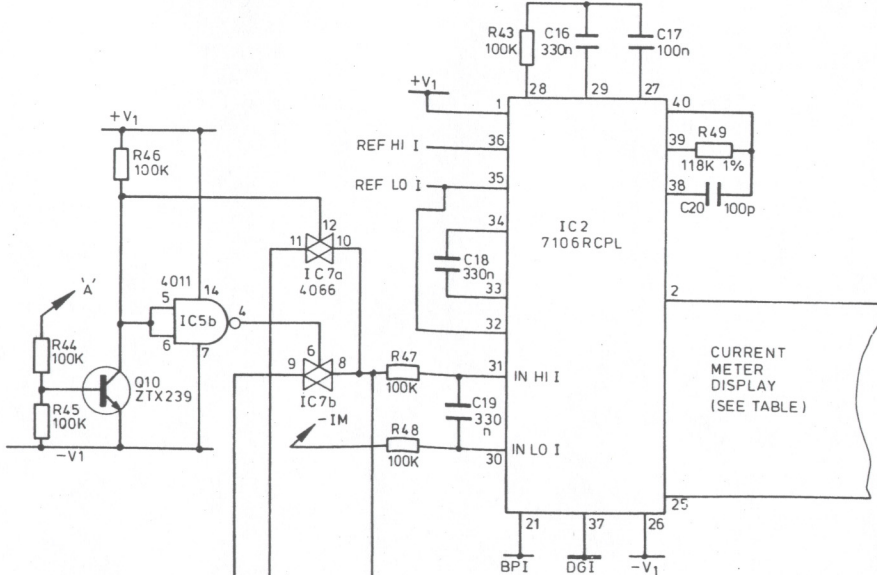 R43
100K
C16
330n
C17
100n
28
29
27
+V1
1
40
+V1
REF HI I
36
39
R49
118K 1%
R46
100K
REF LO I
35
38
C20
100p
12
11
10
IC7a
4066
34
C18
330n
33
IC2
7106RCPL
'A'
4011
14
5
4
IC5b
6
7
32
2
R44
100K
6
9
8
IC7b
R47
100K
31
IN HI I
CURRENT
METER
DISPLAY
(SEE TABLE)
Q10
ZTX239
R45
100K
-IM
C19
330
n
R48
100K
30
IN LO I
-V1
25
21
37
26
BPI
DGI
-V1